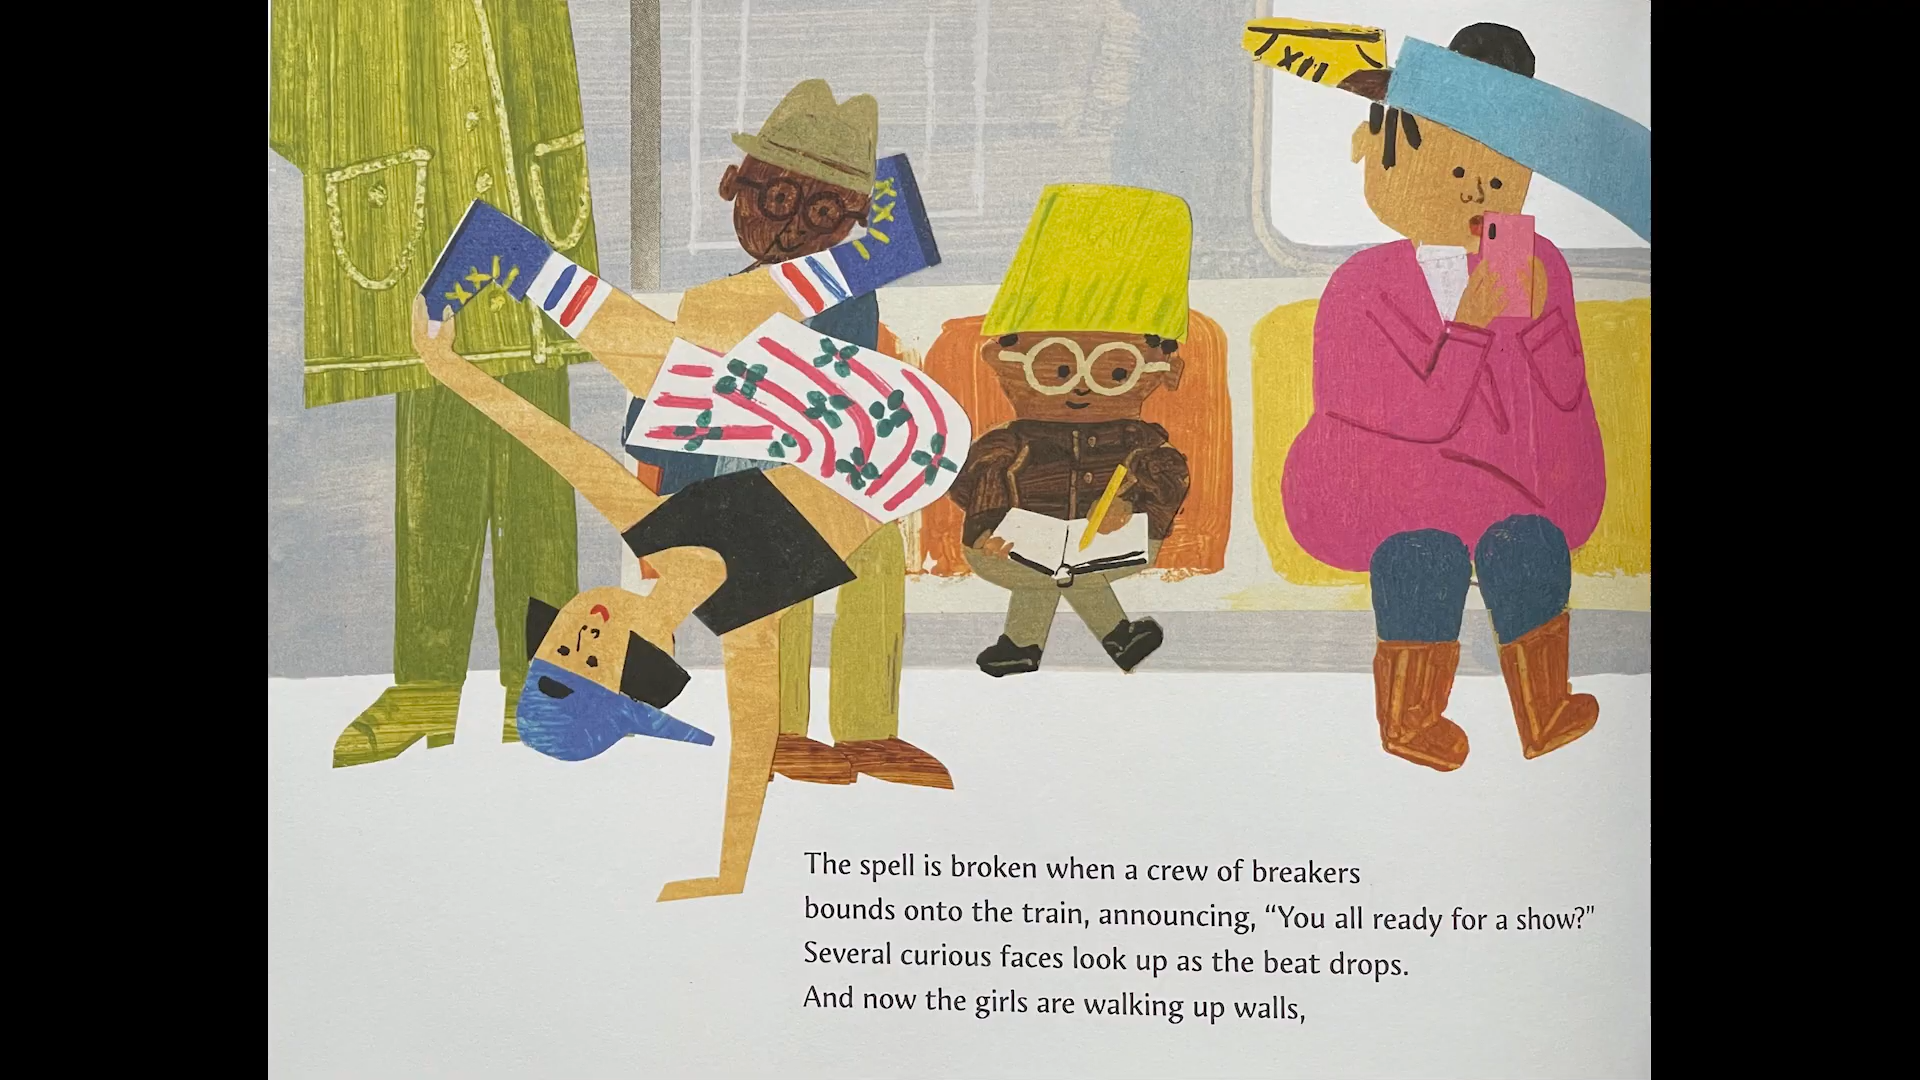 The spell is broken when a crew of breakers
bounds onto the train, announcing, “You all ready for a show?”
Several curious faces look up as the beat drops.
And now the girls are walking up walls,